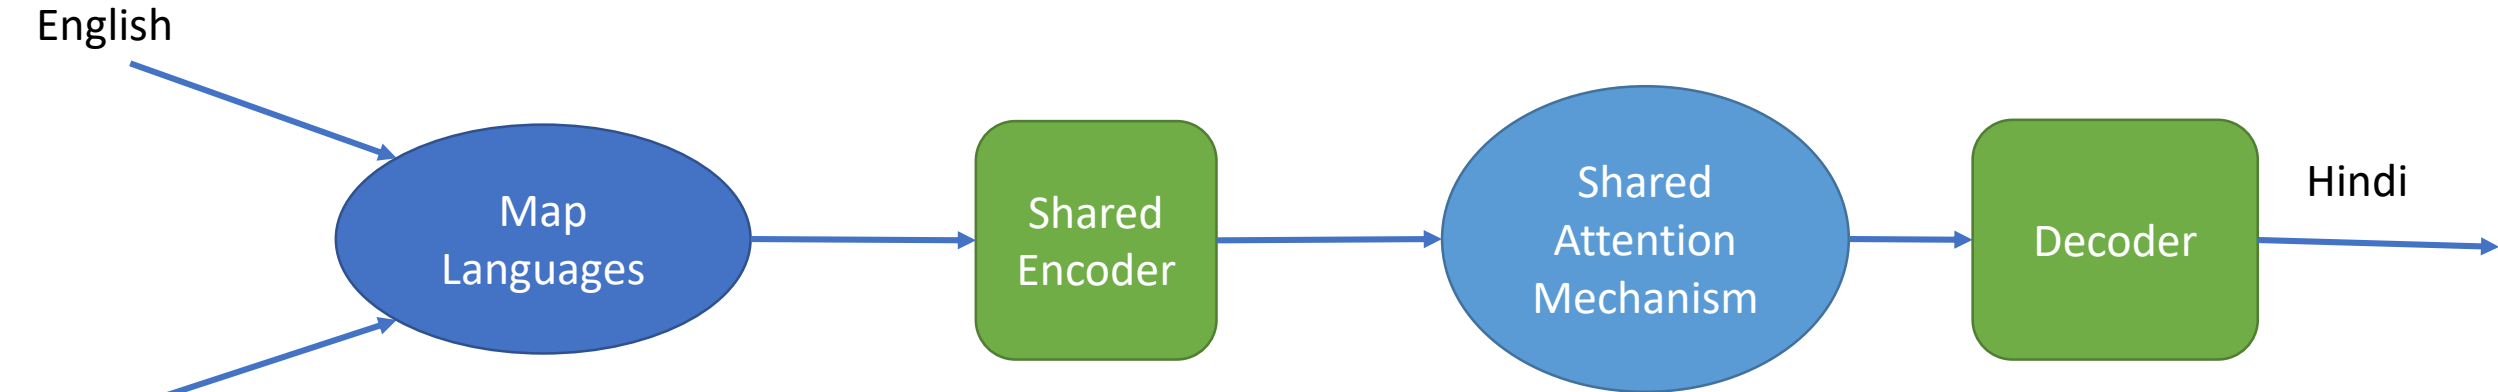 English
Map
Languages
Shared
Encoder
Shared
Attention
Mechanism
Decoder
Hindi